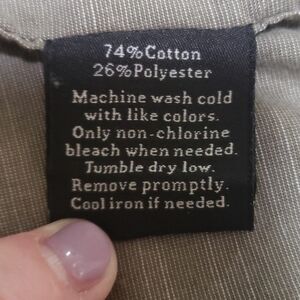 74%Cotton
26%Polyester
Machine wash cold
with like colors.
Only non-chlorine
bleach when needed.
Tumble dry low.
Remove promptly.
Cool iron if needed.